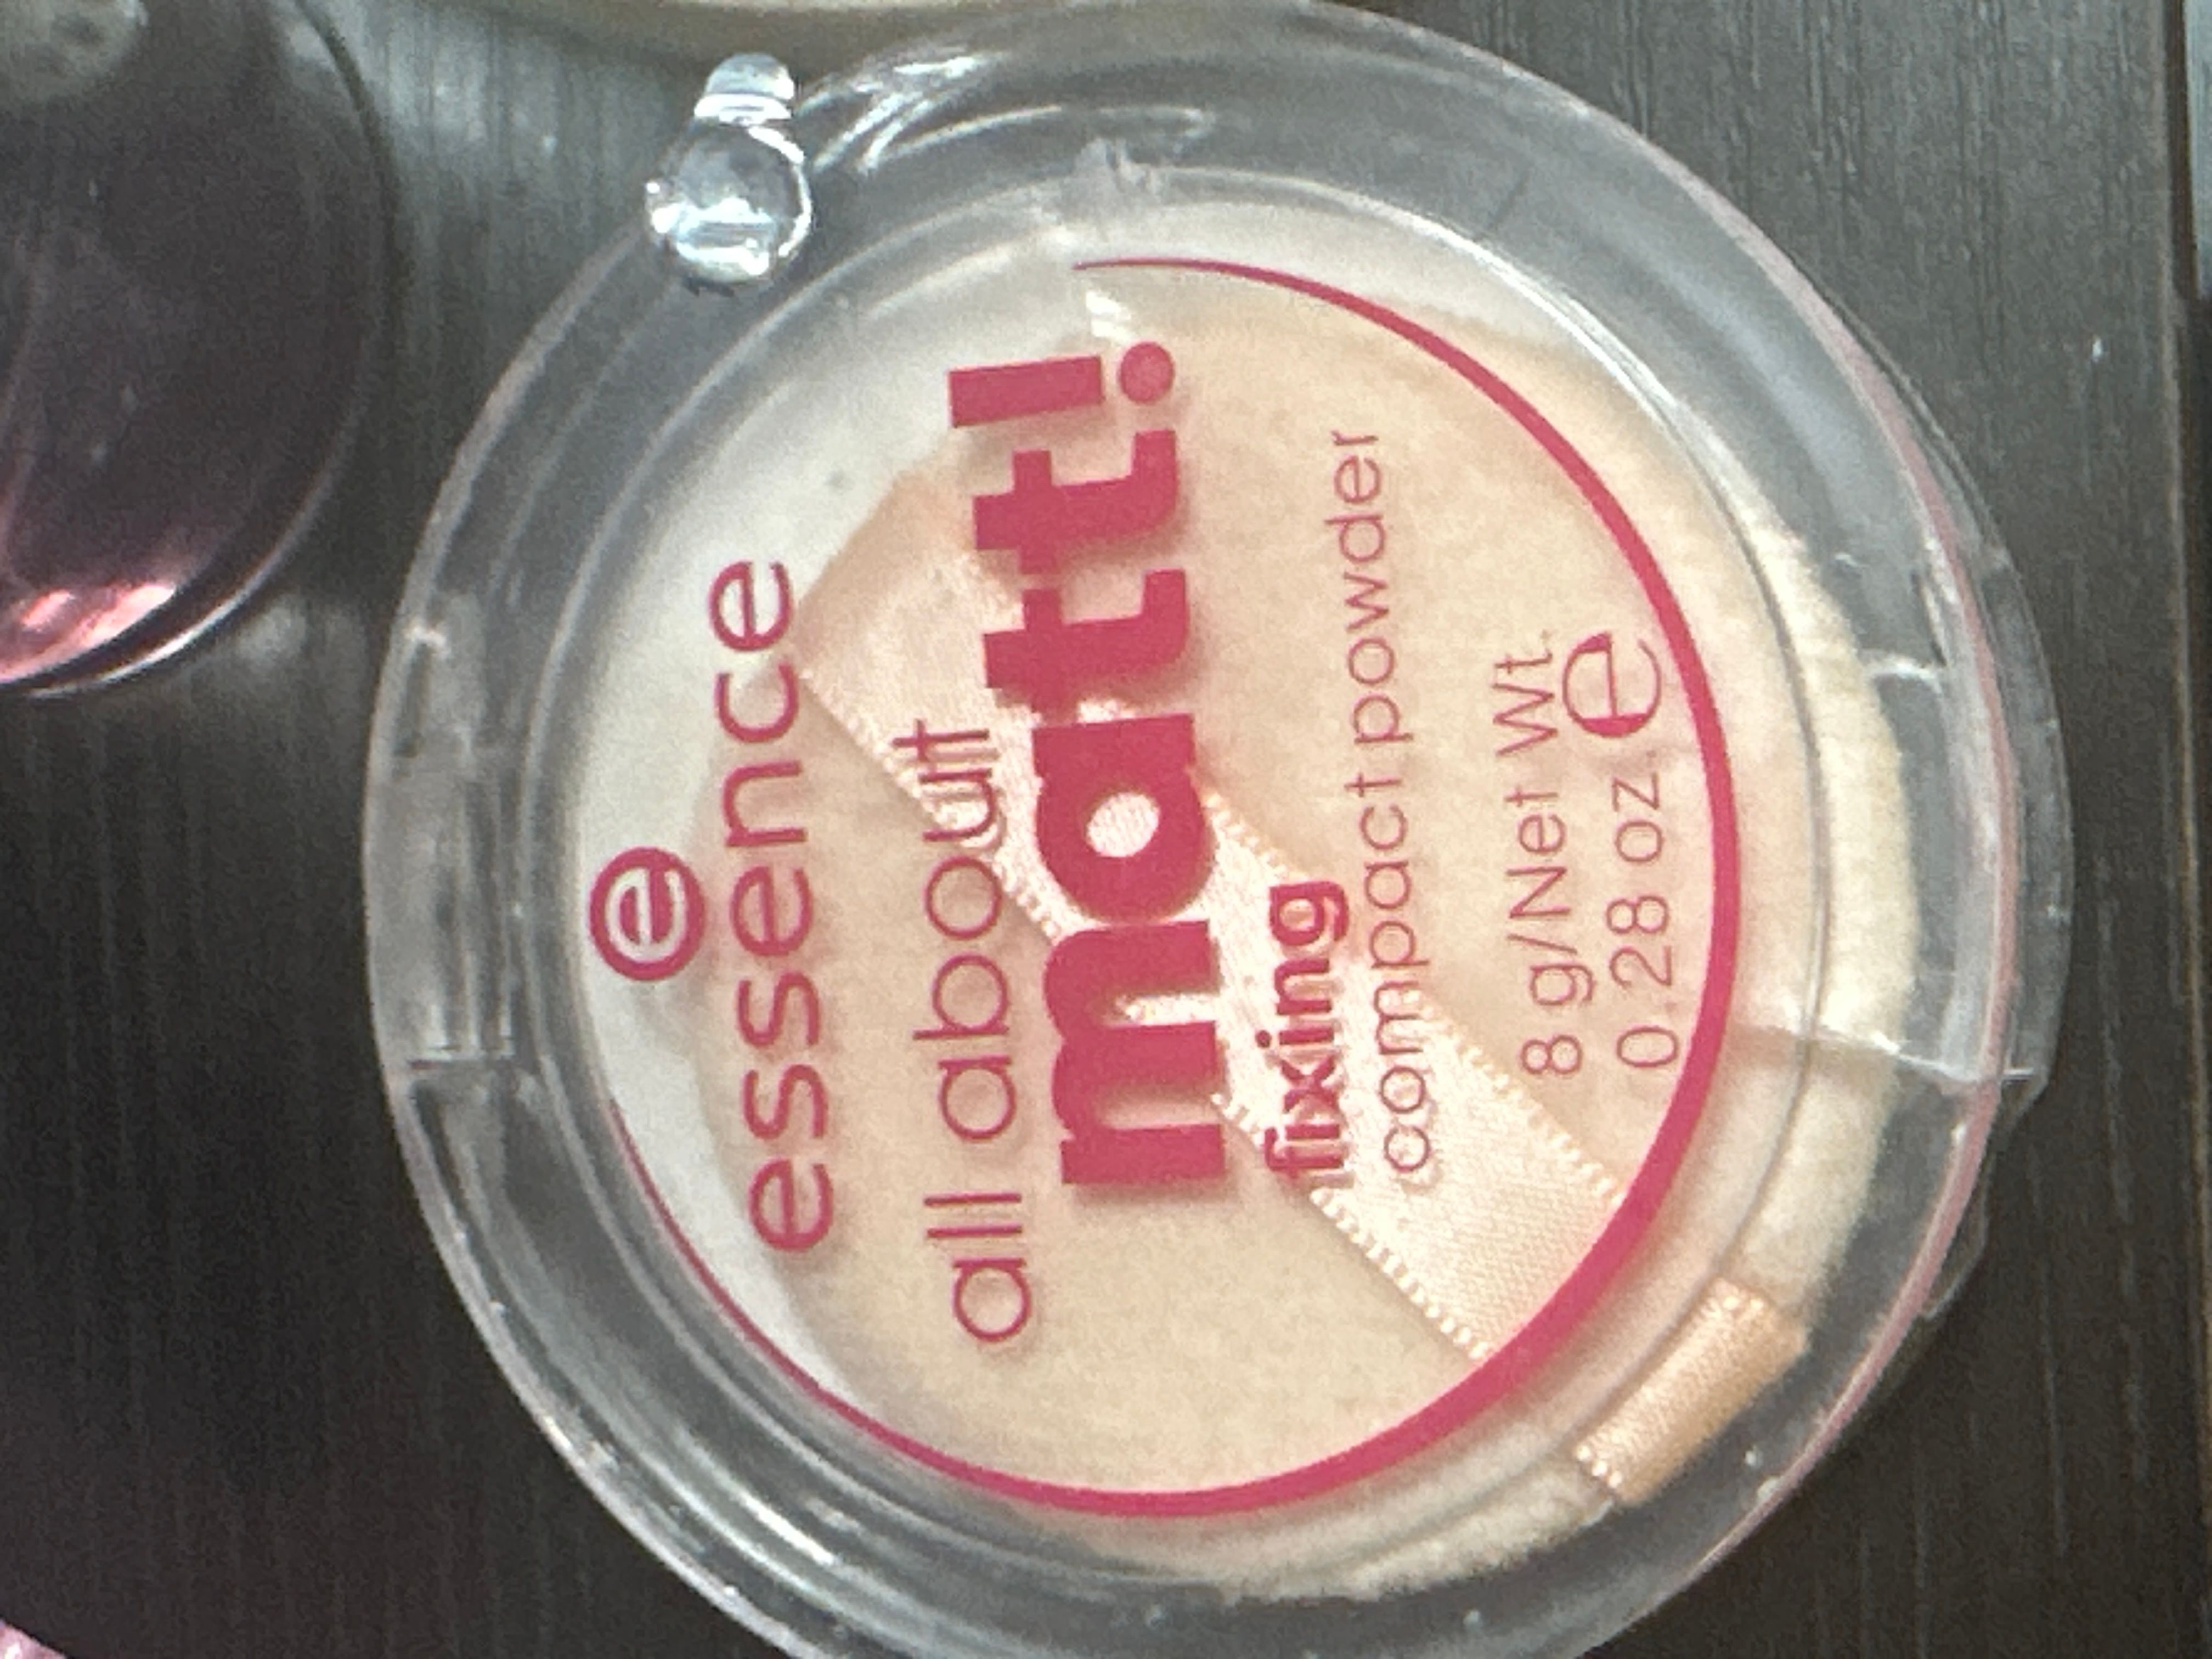 e
essence
all about
matt!
fixing
compact powder
8 g/Net Wt.
0.28 oz. ℮